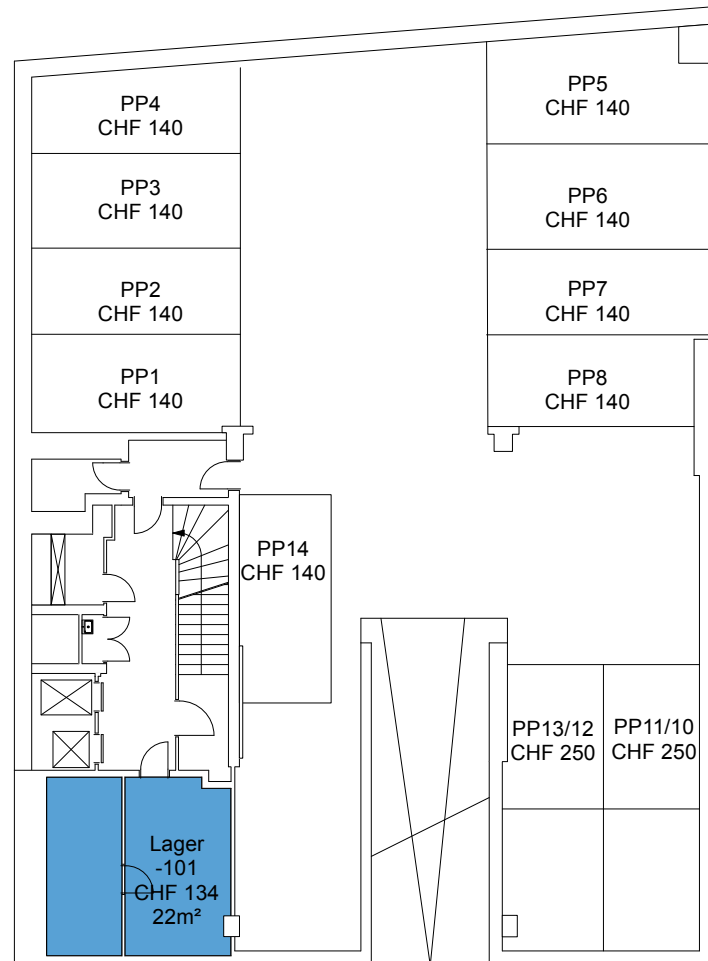 PP4
CHF 140
PP5
CHF 140
PP3
CHF 140
PP6
CHF 140
PP2
CHF 140
PP7
CHF 140
PP1
CHF 140
PP8
CHF 140
PP14
CHF 140
PP13/12
CHF 250
PP11/10
CHF 250
Lager
-101
CHF 134
22m²